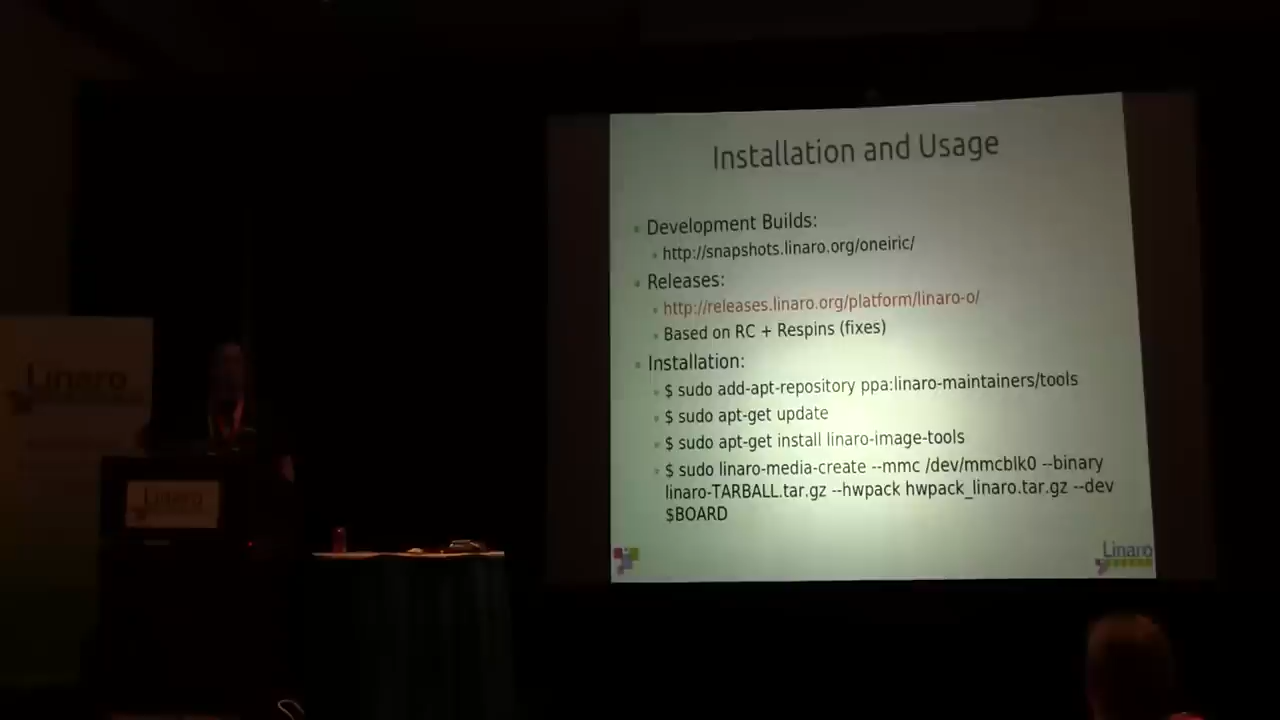 Installation and Usage
Development Builds:
http://snapshots.linaro.org/oneiric/
Releases:
http://releases.linaro.org/platform/linaro-o/
Based on RC + Respins (fixes)
Installation:
$ sudo add-apt-repository ppa:linaro-maintainers/tools
$ sudo apt-get update
$ sudo apt-get install linaro-image-tools
$ sudo linaro-media-create --mmc /dev/mmcblk0 --binary
linaro-TARBALL.tar.gz --hwpack hwpack_linaro.tar.gz --dev
$BOARD
Linaro
Linaro
Linaro